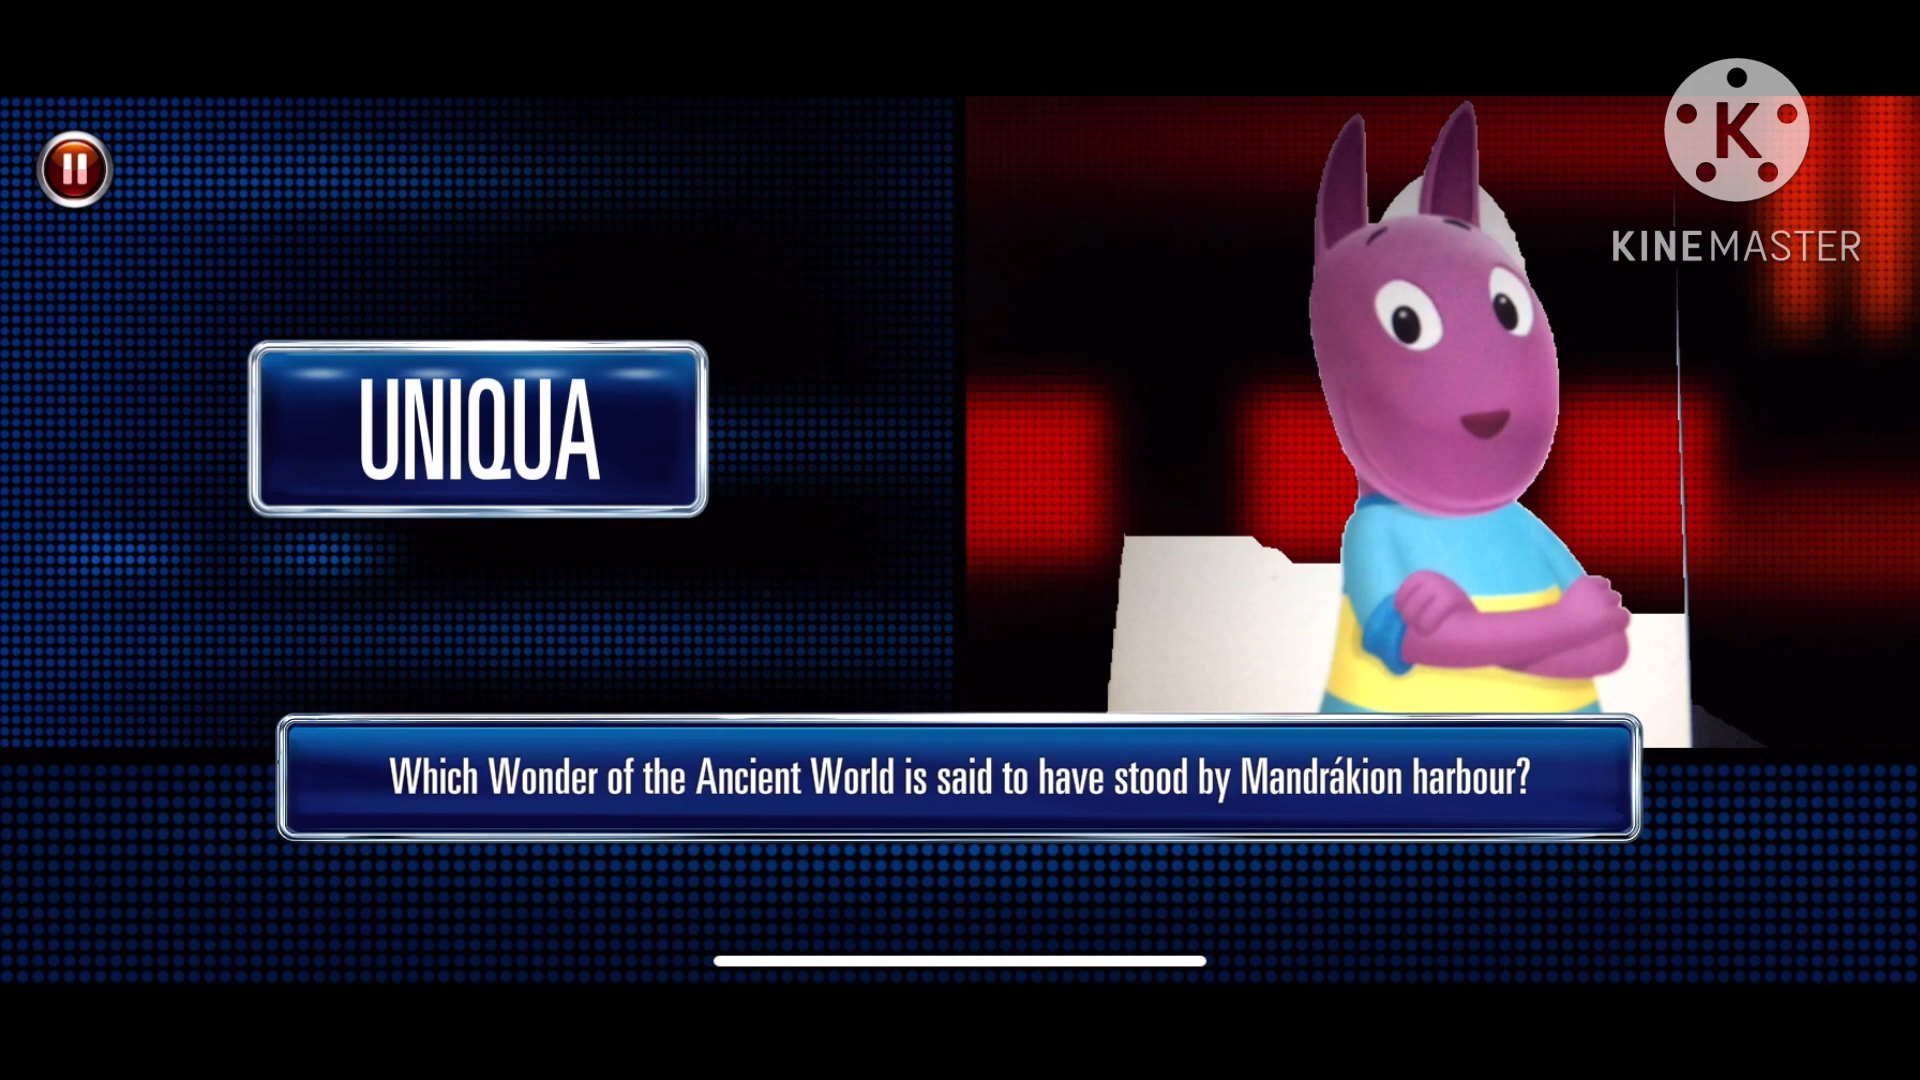 K
KINEMASTER
UNIQUA
Which Wonder of the Ancient World is said to have stood by Mandrákion harbour?